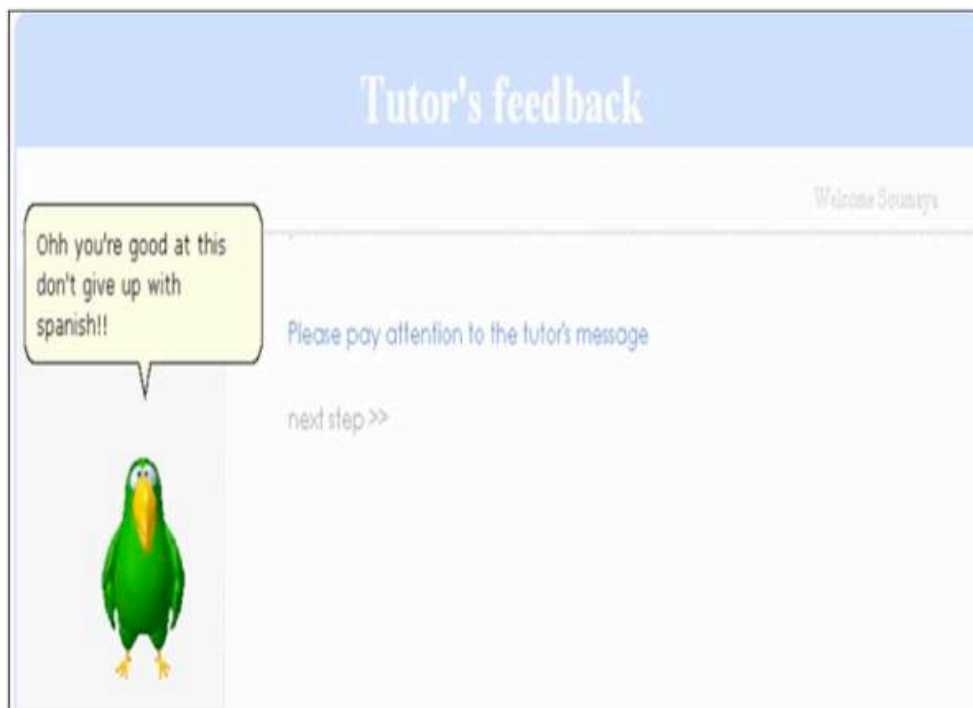 Tutor's feedback
Welcome Soumaya
Ohh you're good at this
don't give up with
spanish!!
Please pay attention to the tutor's message
next step >>